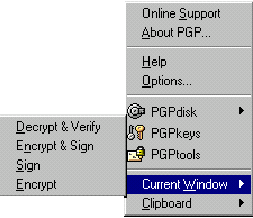 Online Support
About PGP...
Help
Options...
PGPdisk
PGPkeys
PGPtools
Current Window
Clipboard
Decrypt & Verify
Encrypt & Sign
Sign
Encrypt